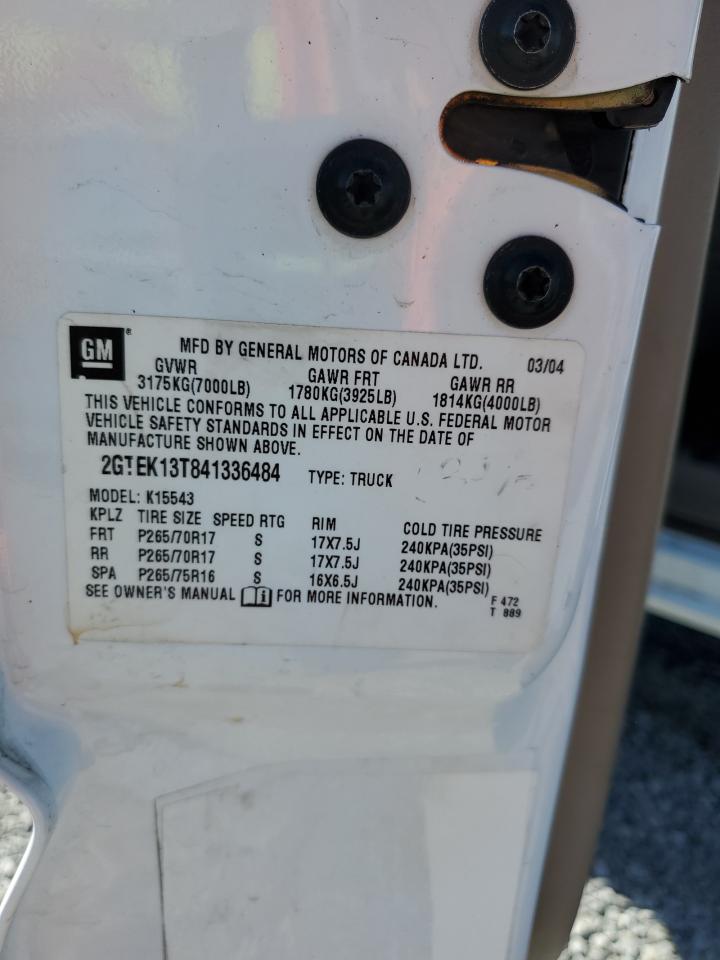 GM ®
MFD BY GENERAL MOTORS OF CANADA LTD. 03/04
GVWR GAWR FRT GAWR RR
3175KG(7000LB) 1780KG(3925LB) 1814KG(4000LB)
THIS VEHICLE CONFORMS TO ALL APPLICABLE U.S. FEDERAL MOTOR
VEHICLE SAFETY STANDARDS IN EFFECT ON THE DATE OF
MANUFACTURE SHOWN ABOVE.
2GTEK13T841336484 TYPE: TRUCK
MODEL: K15543
KPLZ TIRE SIZE SPEED RTG RIM COLD TIRE PRESSURE
FRT P265/70R17 S 17X7.5J 240KPA(35PSI)
RR P265/70R17 S 17X7.5J 240KPA(35PSI)
SPA P265/75R16 S 16X6.5J 240KPA(35PSI)
SEE OWNER'S MANUAL FOR MORE INFORMATION. F 472
T 889